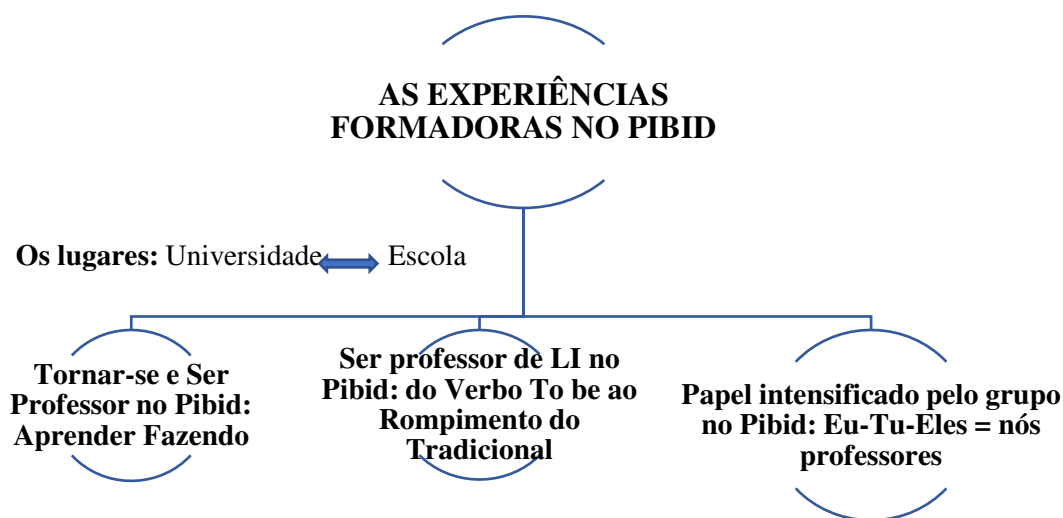 AS EXPERIÊNCIAS
FORMADORAS NO PIBID
Os lugares: Universidade Escola
Tornar-se e Ser
Professor no Pibid:
Aprender Fazendo
Ser professor de LI no
Pibid: do Verbo To be ao
Rompimento do
Tradicional
Papel intensificado pelo grupo
no Pibid: Eu-Tu-Eles = nós
professores